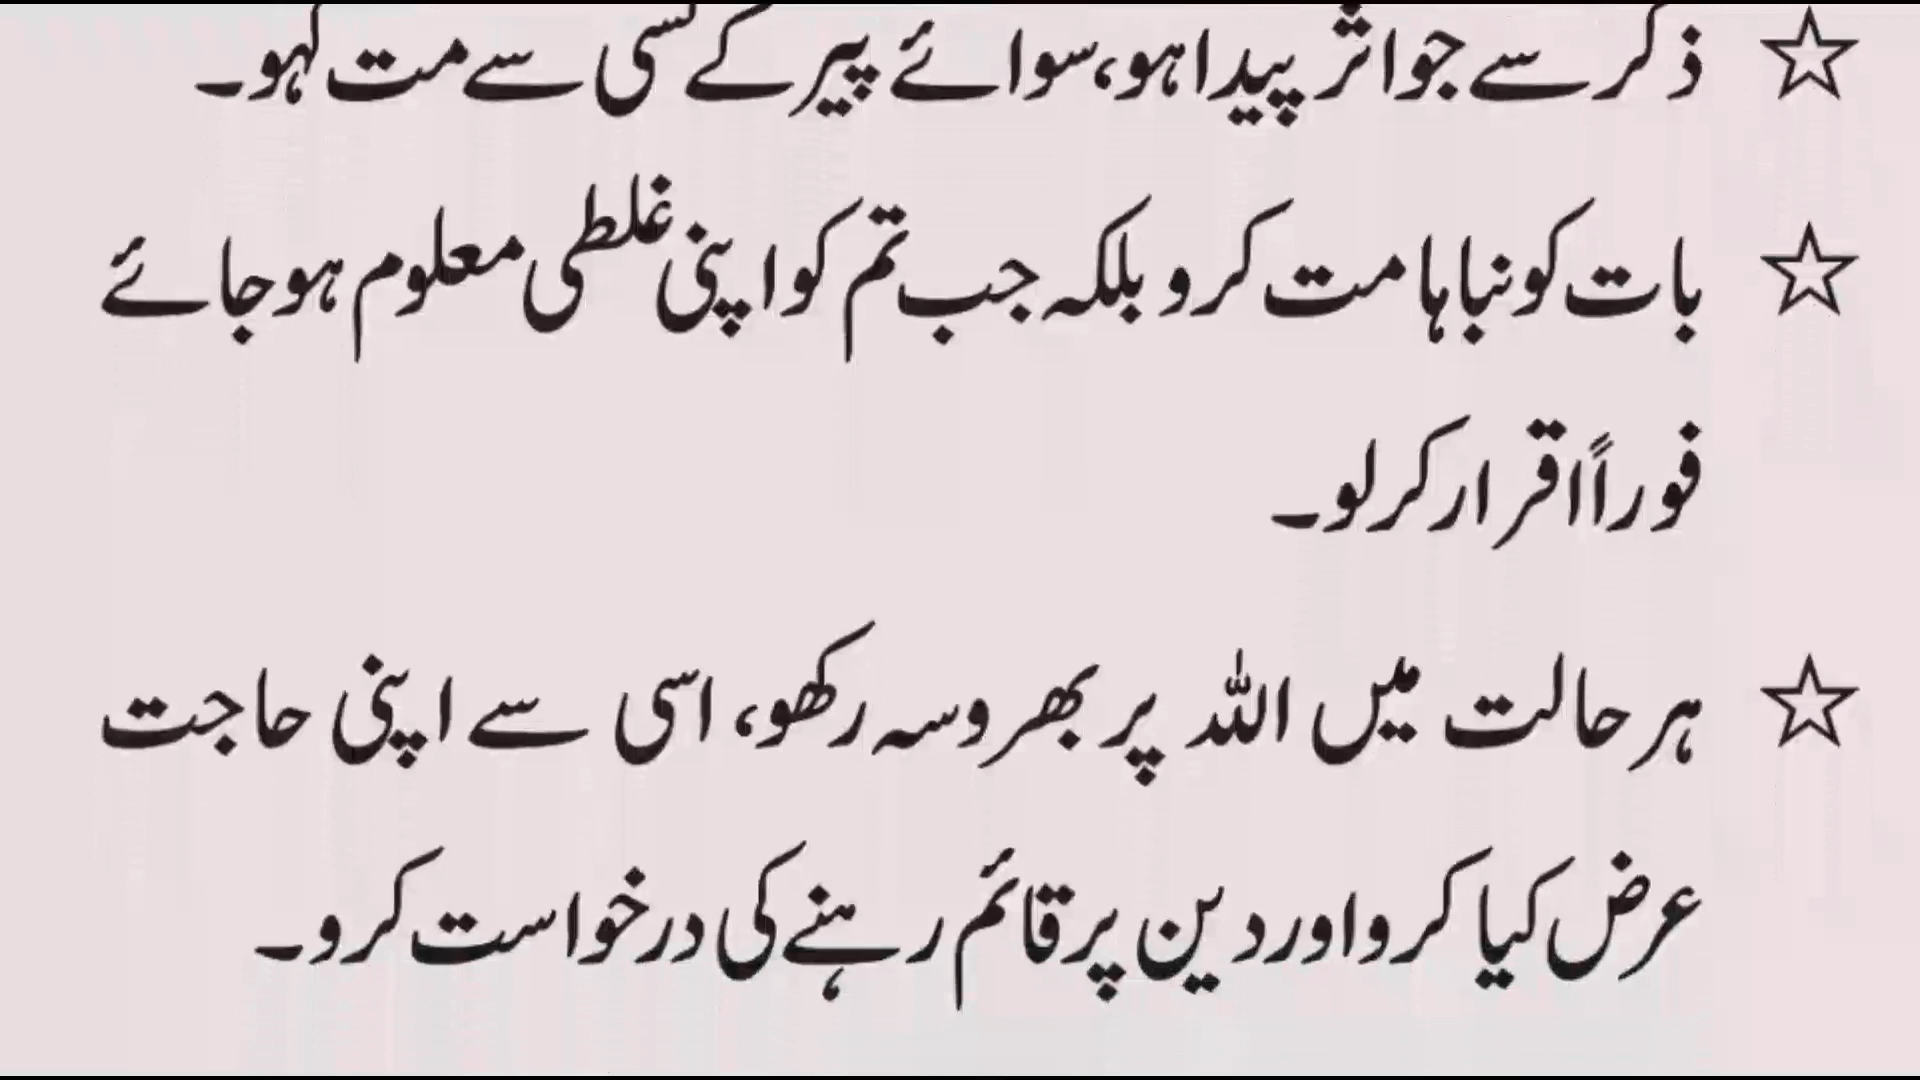 ☆ ذکر سے جو اثر پیدا ہو، سوائے پیر کے کسی سے مت کہو۔
☆ بات کو نباہا مت کرو بلکہ جب تم کو اپنی غلطی معلوم ہو جائے
فوراً اقرار کر لو۔
☆ ہر حالت میں اللہ پر بھروسہ رکھو، اسی سے اپنی حاجت
عرض کیا کرو اور دین پر قائم رہنے کی درخواست کرو۔